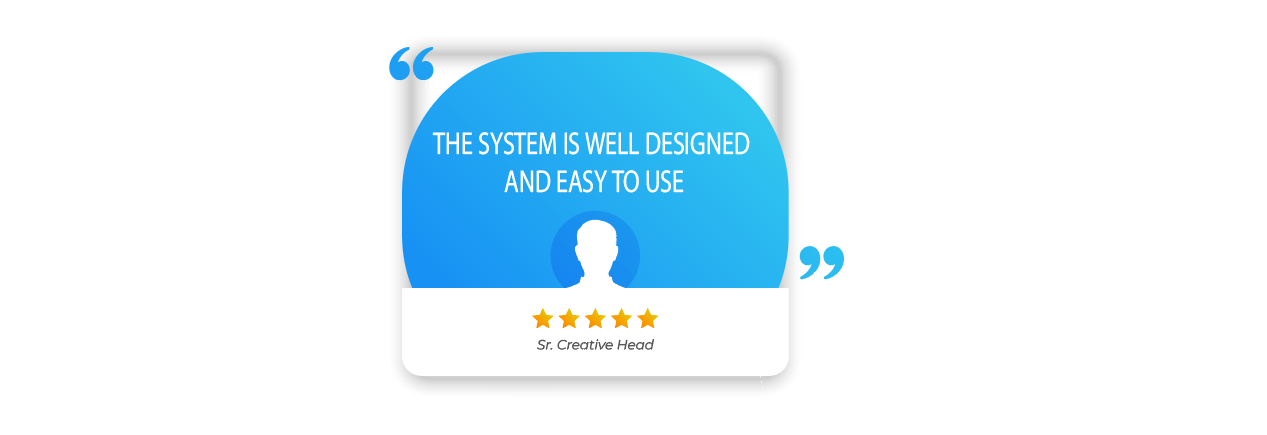 THE SYSTEM IS WELL DESIGNED
AND EASY TO USE
Sr. Creative Head